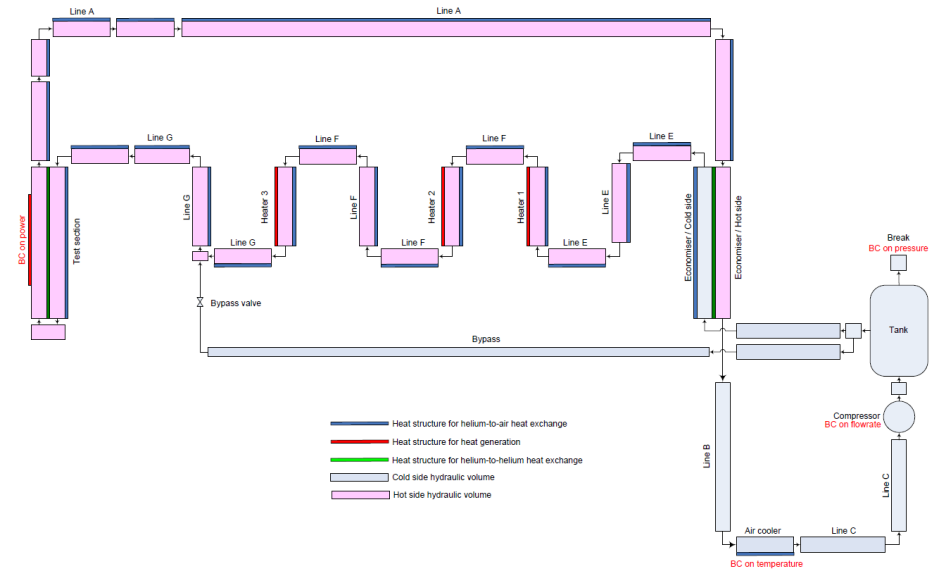 Line A
Line A
Line G
Line F
Line F
Line E
BC on power
Test section
Line G
Heater 3
Line F
Heater 2
Heater 1
Line E
Economiser / Cold side
Economiser / Hot side
Line G
Line F
Line E
Break
BC on pressure
Bypass valve
Tank
Bypass
Compressor
BC on flowrate
Heat structure for helium-to-air heat exchange
Heat structure for heat generation
Heat structure for helium-to-helium heat exchange
Cold side hydraulic volume
Hot side hydraulic volume
Line B
Line C
Air cooler
Line C
BC on temperature